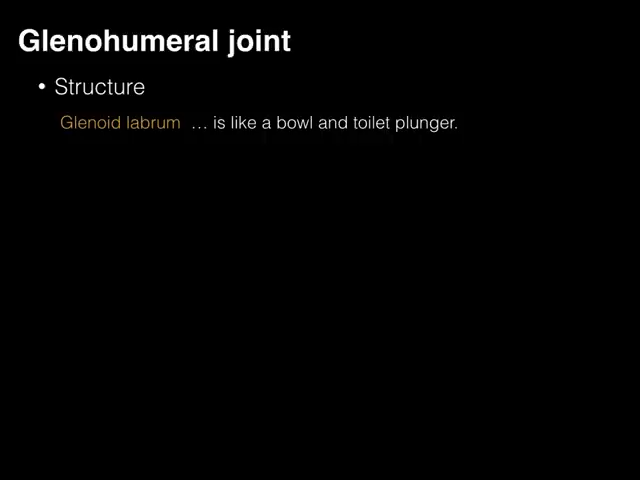 Glenohumeral joint
• Structure
Glenoid labrum … is like a bowl and toilet plunger.